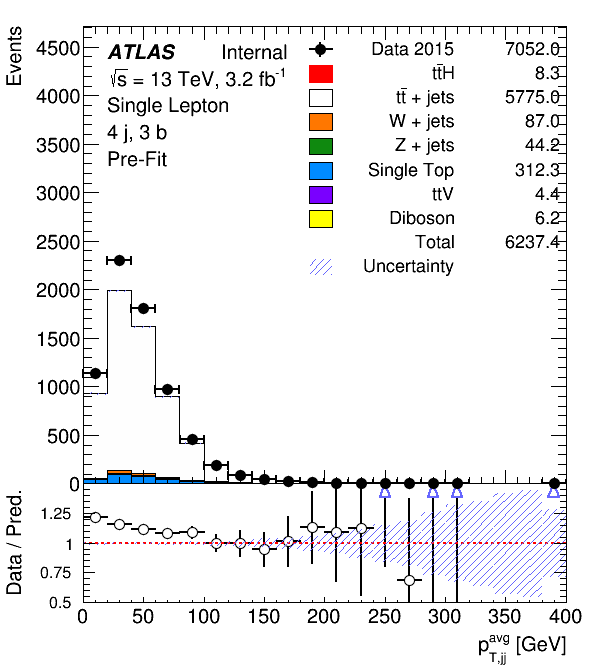 Events
4500
4000
3500
3000
2500
2000
1500
1000
500
0
ATLAS Internal
√s = 13 TeV, 3.2 fb⁻¹
Single Lepton
4 j, 3 b
Pre-Fit
Data 2015 7052.0
tt̄H 8.3
tt̄ + jets 5775.0
W + jets 87.0
Z + jets 44.2
Single Top 312.3
ttV 4.4
Diboson 6.2
Total 6237.4
Uncertainty
Data / Pred.
1.25
1
0.75
0.5
0 50 100 150 200 250 300 350 400
p_{T,jj}^{avg} [GeV]